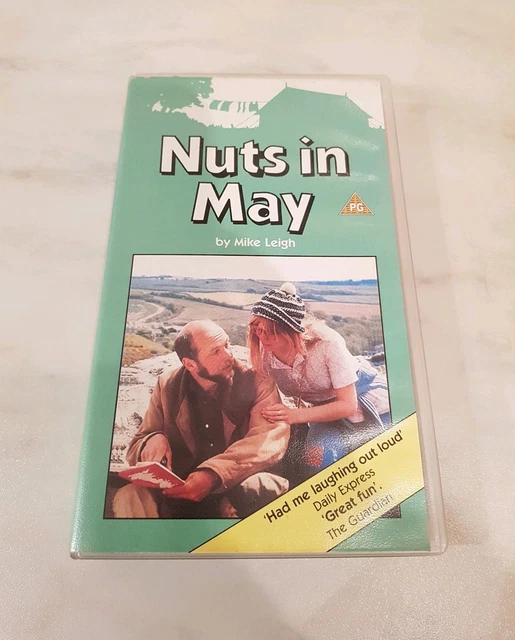 Nuts in
May
PG
by Mike Leigh
'Had me laughing out loud'
Daily Express
'Great fun'.
The Guardian